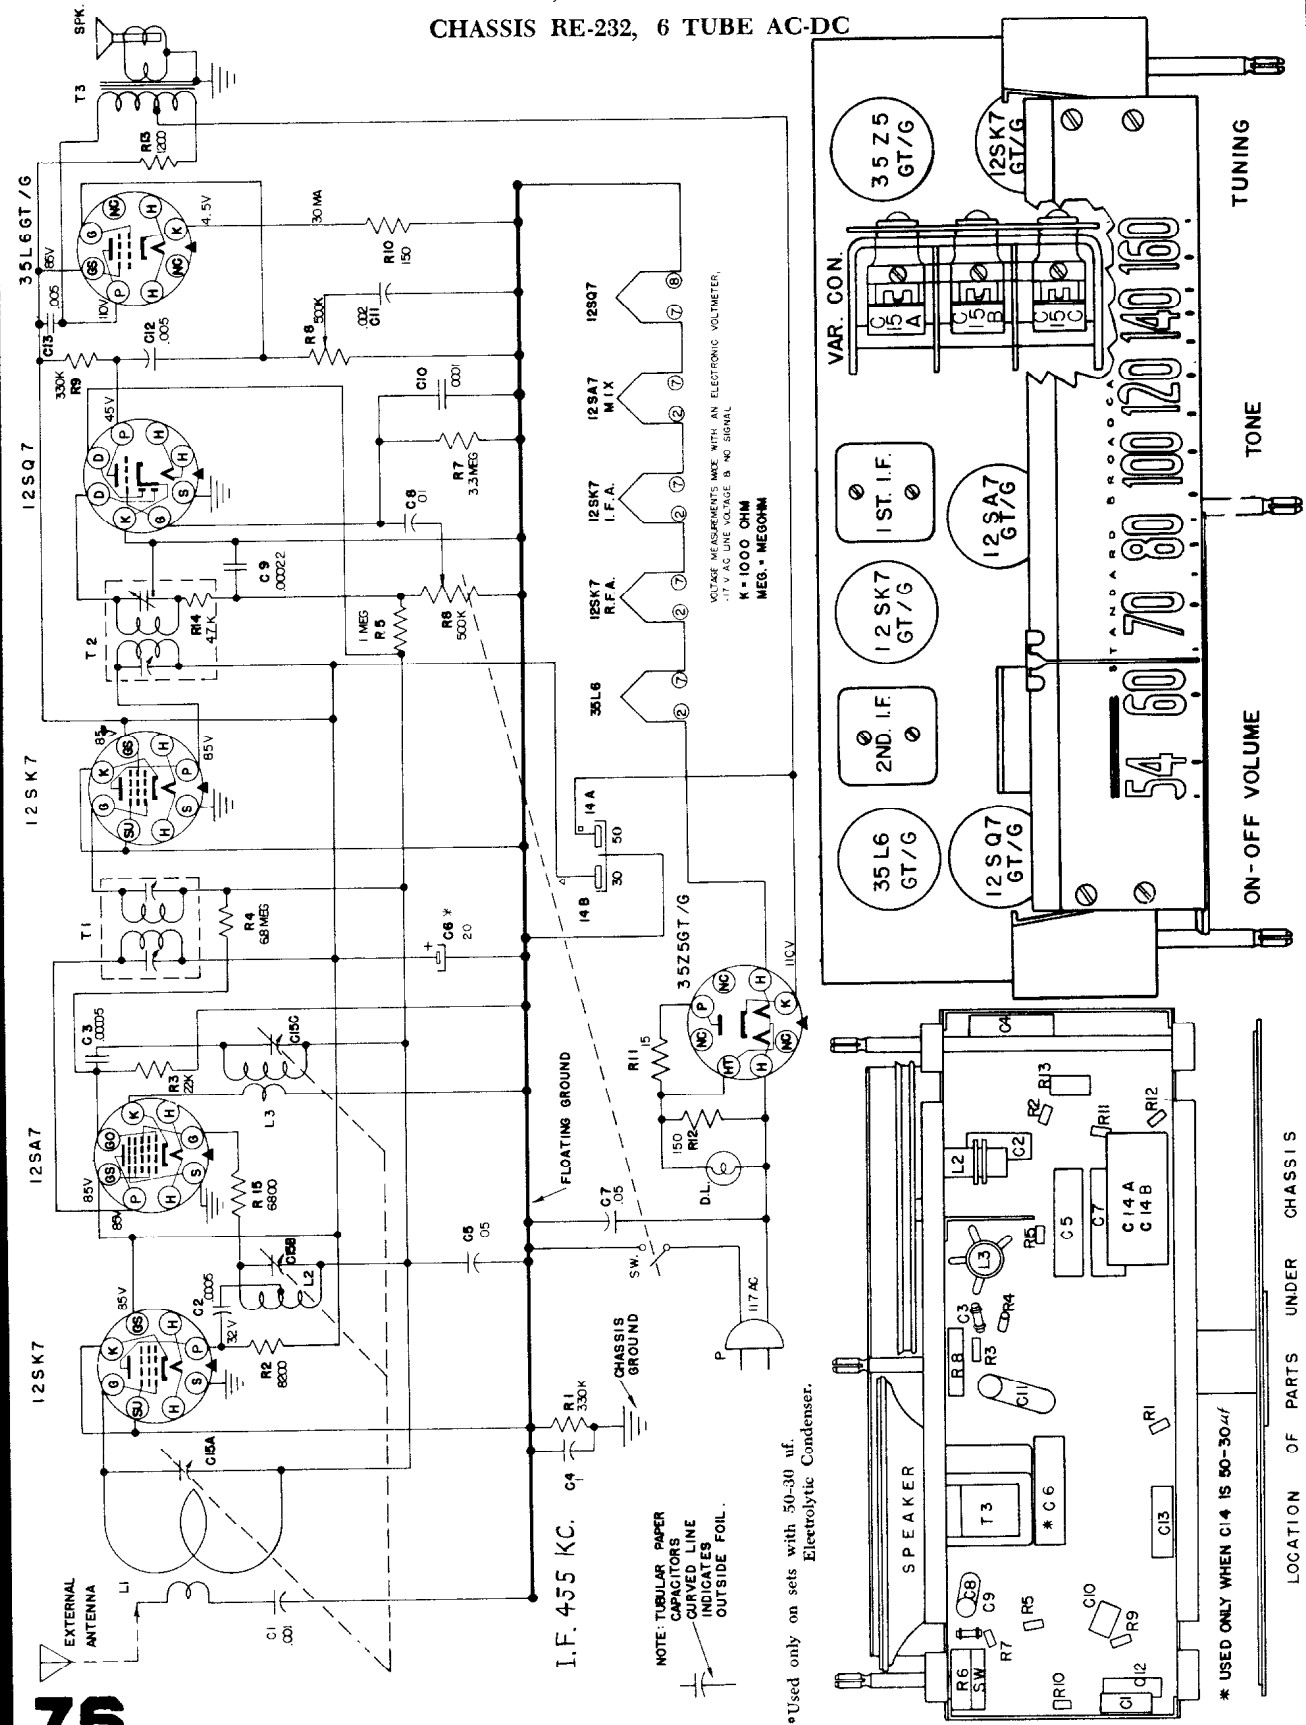 CHASSIS RE-232, 6 TUBE AC-DC
SPK.
T3
R13
1200
35L6GT/G
85V
110V
4.5V
30 MA
R10
150
C13
.005
R9
330K
C12
.005
R8
500K
.002
C11
12SQ7
45V
C10
.0001
R7
3.3 MEG
C8
.01
C9
.00022
R6
500K
1 MEG
R5
T2
R14
47K
12SK7
85V
85V
T1
R4
6.8 MEG
C6 *
20
C3
.00005
R3
22K
C15C
L3
12SA7
85V
85V
R15
6800
C15B
L2
C2
.00005
32V
R2
8200
85V
12SK7
C15A
L1
EXTERNAL
ANTENNA
C1
.001
C4
.1
R1
330K
CHASSIS
GROUND
C5
.05
C7
.05
FLOATING GROUND
SW.
P
117 AC
D.L.
150
R12
R11
15
35Z5GT/G
110V
14B
14A
30
50
35L6
12SK7
R.F.A.
12SK7
I.F.A.
12SA7
MIX
12SQ7
VOLTAGE MEASUREMENTS MADE WITH AN ELECTRONIC VOLTMETER,
117 V AC LINE VOLTAGE & NO SIGNAL
K = 1000 OHM
MEG. = MEGOHM
I.F. 455 KC.
NOTE: TUBULAR PAPER
CAPACITORS
CURVED LINE
INDICATES
OUTSIDE FOIL.
*Used only on sets with 50-30 uf.
Electrolytic Condenser.
76
35Z5
GT/G
12SK7
GT/G
VAR. CON.
C
15
A
C
15
B
C
15
C
1ST. I.F.
12SA7
GT/G
12SK7
GT/G
2ND. I.F.
35L6
GT/G
12SQ7
GT/G
STANDARD BROADCA
54 60 70 80 100 120 140 160
ON-OFF VOLUME
TONE
TUNING
SPEAKER
C4
R13
R2
L2
C2
R11
R12
C7
C14A
C14B
C5
R5
L3
C3
R4
R3
R8
C11
R1
T3
* C6
C13
C8
C9
R5
R7
C10
R9
R6
SW
R10
C1
C12
* USED ONLY WHEN C14 IS 50-30uf
LOCATION OF PARTS UNDER CHASSIS